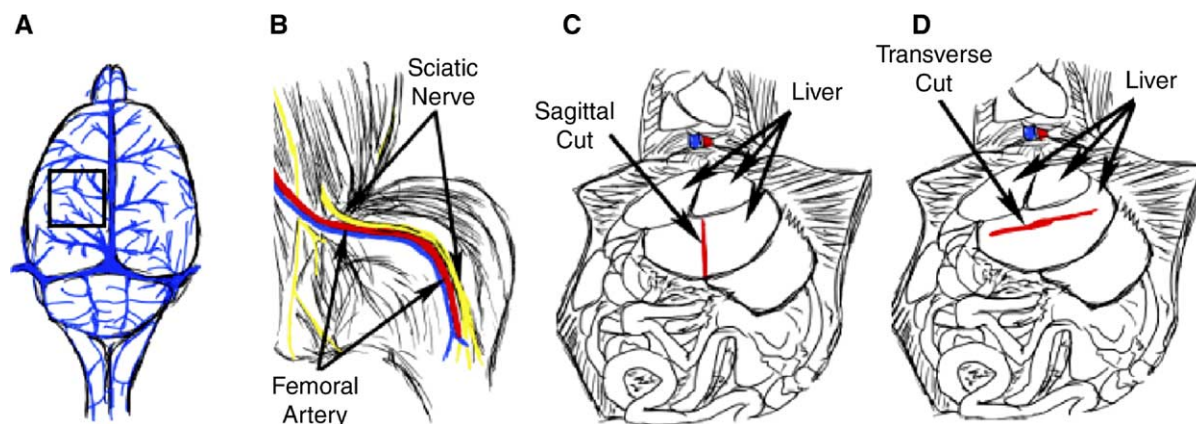 A
B
C
D
Sciatic
Nerve
Femoral
Artery
Sagittal
Cut
Liver
Transverse
Cut
Liver